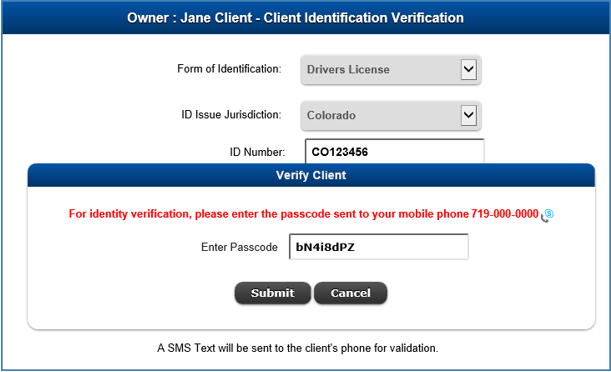 Owner : Jane Client - Client Identification Verification
Form of Identification: Drivers License
ID Issue Jurisdiction: Colorado
ID Number: CO123456
Verify Client
For identity verification, please enter the passcode sent to your mobile phone 719-000-0000
Enter Passcode bN4i8dPZ
Submit Cancel
A SMS Text will be sent to the client's phone for validation.